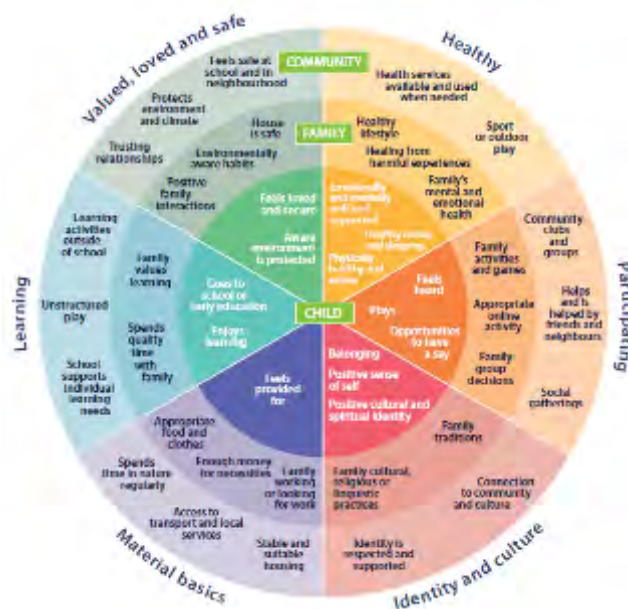 Valued, loved and safe
Feels safe at
school and in
neighbourhood
Protects
environment
and climate
Trusting
relationships
House
is safe
Environmentally
aware habits
Positive
family
interactions
Feels loved
and secure
Aware
environment
is protected
COMMUNITY
FAMILY
CHILD
Healthy
Health services
available and used
when needed
Sport
or outdoor
play
Healthy
lifestyle
Healing from
harmful experiences
Family's
mental and
emotional
health
Emotionally
and mentally
well and
supported
Physically
healthy and
Participating
Community
clubs and
groups
Helps
and is
helped by
friends and
neighbours
Social
gatherings
Family
activities
and games
Appropriate
online
activity
Family
group
decisions
Feels
heard
Plays
Opportunities
to have
a say
Identity and culture
Belonging
Positive sense
of self
Positive cultural and
spiritual identity
Family
traditions
Family cultural,
religious or
linguistic
practices
Connection
to community
and culture
Identity is
respected and
supported
Material basics
Feels
provided
for
Appropriate
food and
clothes
Enough money
for necessities
Family
working
or looking
for work
Spends
time in nature
regularly
Access to
transport and local
services
Stable and
suitable
housing
Learning
Learning
activities
outside
of school
Unstructured
play
School
supports
individual
learning
needs
Family
values
learning
Spends
quality
time
with
family
Goes to
school or
early education
Enjoys
learning